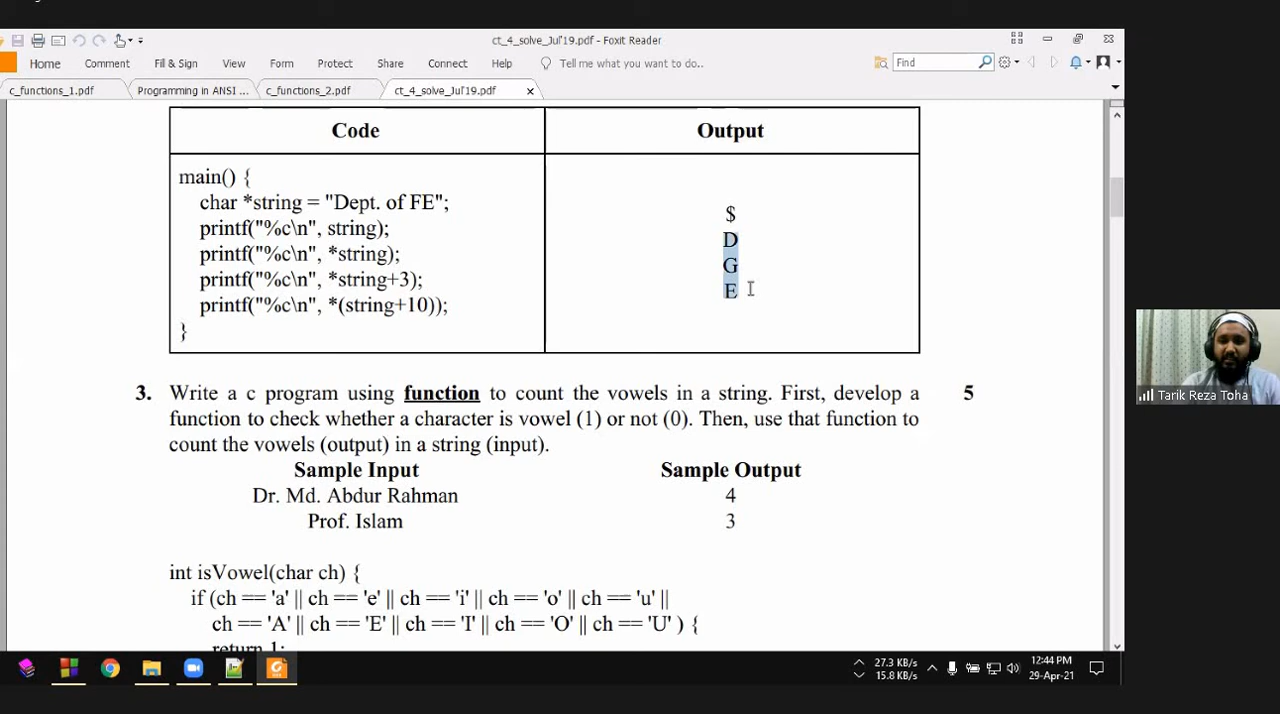 ct_4_solve_Jul'19.pdf - Foxit Reader
Home Comment Fill & Sign View Form Protect Share Connect Help Tell me what you want to do.. Find
c_functions_1.pdf Programming in ANSI ... c_functions_2.pdf ct_4_solve_Jul'19.pdf
Code Output
main() {
char *string = "Dept. of FE";
printf("%c\n", string);
printf("%c\n", *string);
printf("%c\n", *string+3);
printf("%c\n", *(string+10));
}
$
D
G
E
3. Write a c program using function to count the vowels in a string. First, develop a 5
function to check whether a character is vowel (1) or not (0). Then, use that function to
count the vowels (output) in a string (input).
Sample Input Sample Output
Dr. Md. Abdur Rahman 4
Prof. Islam 3
int isVowel(char ch) {
if (ch == 'a' || ch == 'e' || ch == 'i' || ch == 'o' || ch == 'u' ||
ch == 'A' || ch == 'E' || ch == 'I' || ch == 'O' || ch == 'U' ) {
return 1;
Tarik Reza Toha
27.3 KB/s
15.8 KB/s
12:44 PM
29-Apr-21